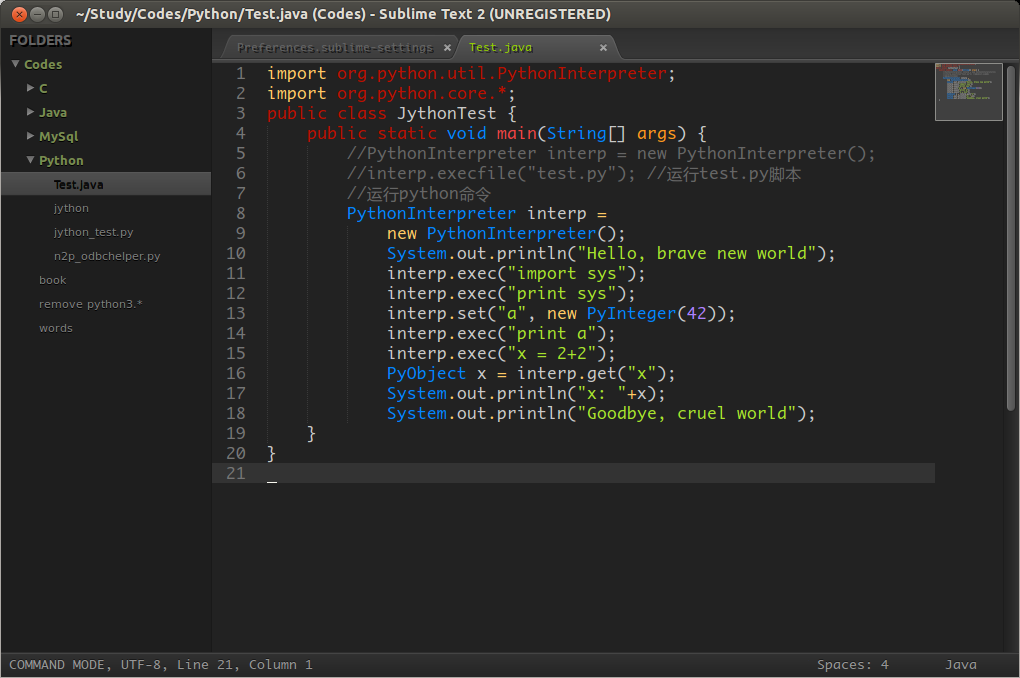 ~/Study/Codes/Python/Test.java (Codes) - Sublime Text 2 (UNREGISTERED)
FOLDERS
Codes
C
Java
MySql
Python
Test.java
jython
jython_test.py
n2p_odbchelper.py
book
remove python3.*
words
Preferences.sublime-settings × Test.java ×
1 import org.python.util.PythonInterpreter;
2 import org.python.core.*;
3 public class JythonTest {
4 public static void main(String[] args) {
5 //PythonInterpreter interp = new PythonInterpreter();
6 //interp.execfile("test.py"); //运行test.py脚本
7 //运行python命令
8 PythonInterpreter interp =
9 new PythonInterpreter();
10 System.out.println("Hello, brave new world");
11 interp.exec("import sys");
12 interp.exec("print sys");
13 interp.set("a", new PyInteger(42));
14 interp.exec("print a");
15 interp.exec("x = 2+2");
16 PyObject x = interp.get("x");
17 System.out.println("x: "+x);
18 System.out.println("Goodbye, cruel world");
19 }
20 }
21
COMMAND MODE, UTF-8, Line 21, Column 1 Spaces: 4 Java